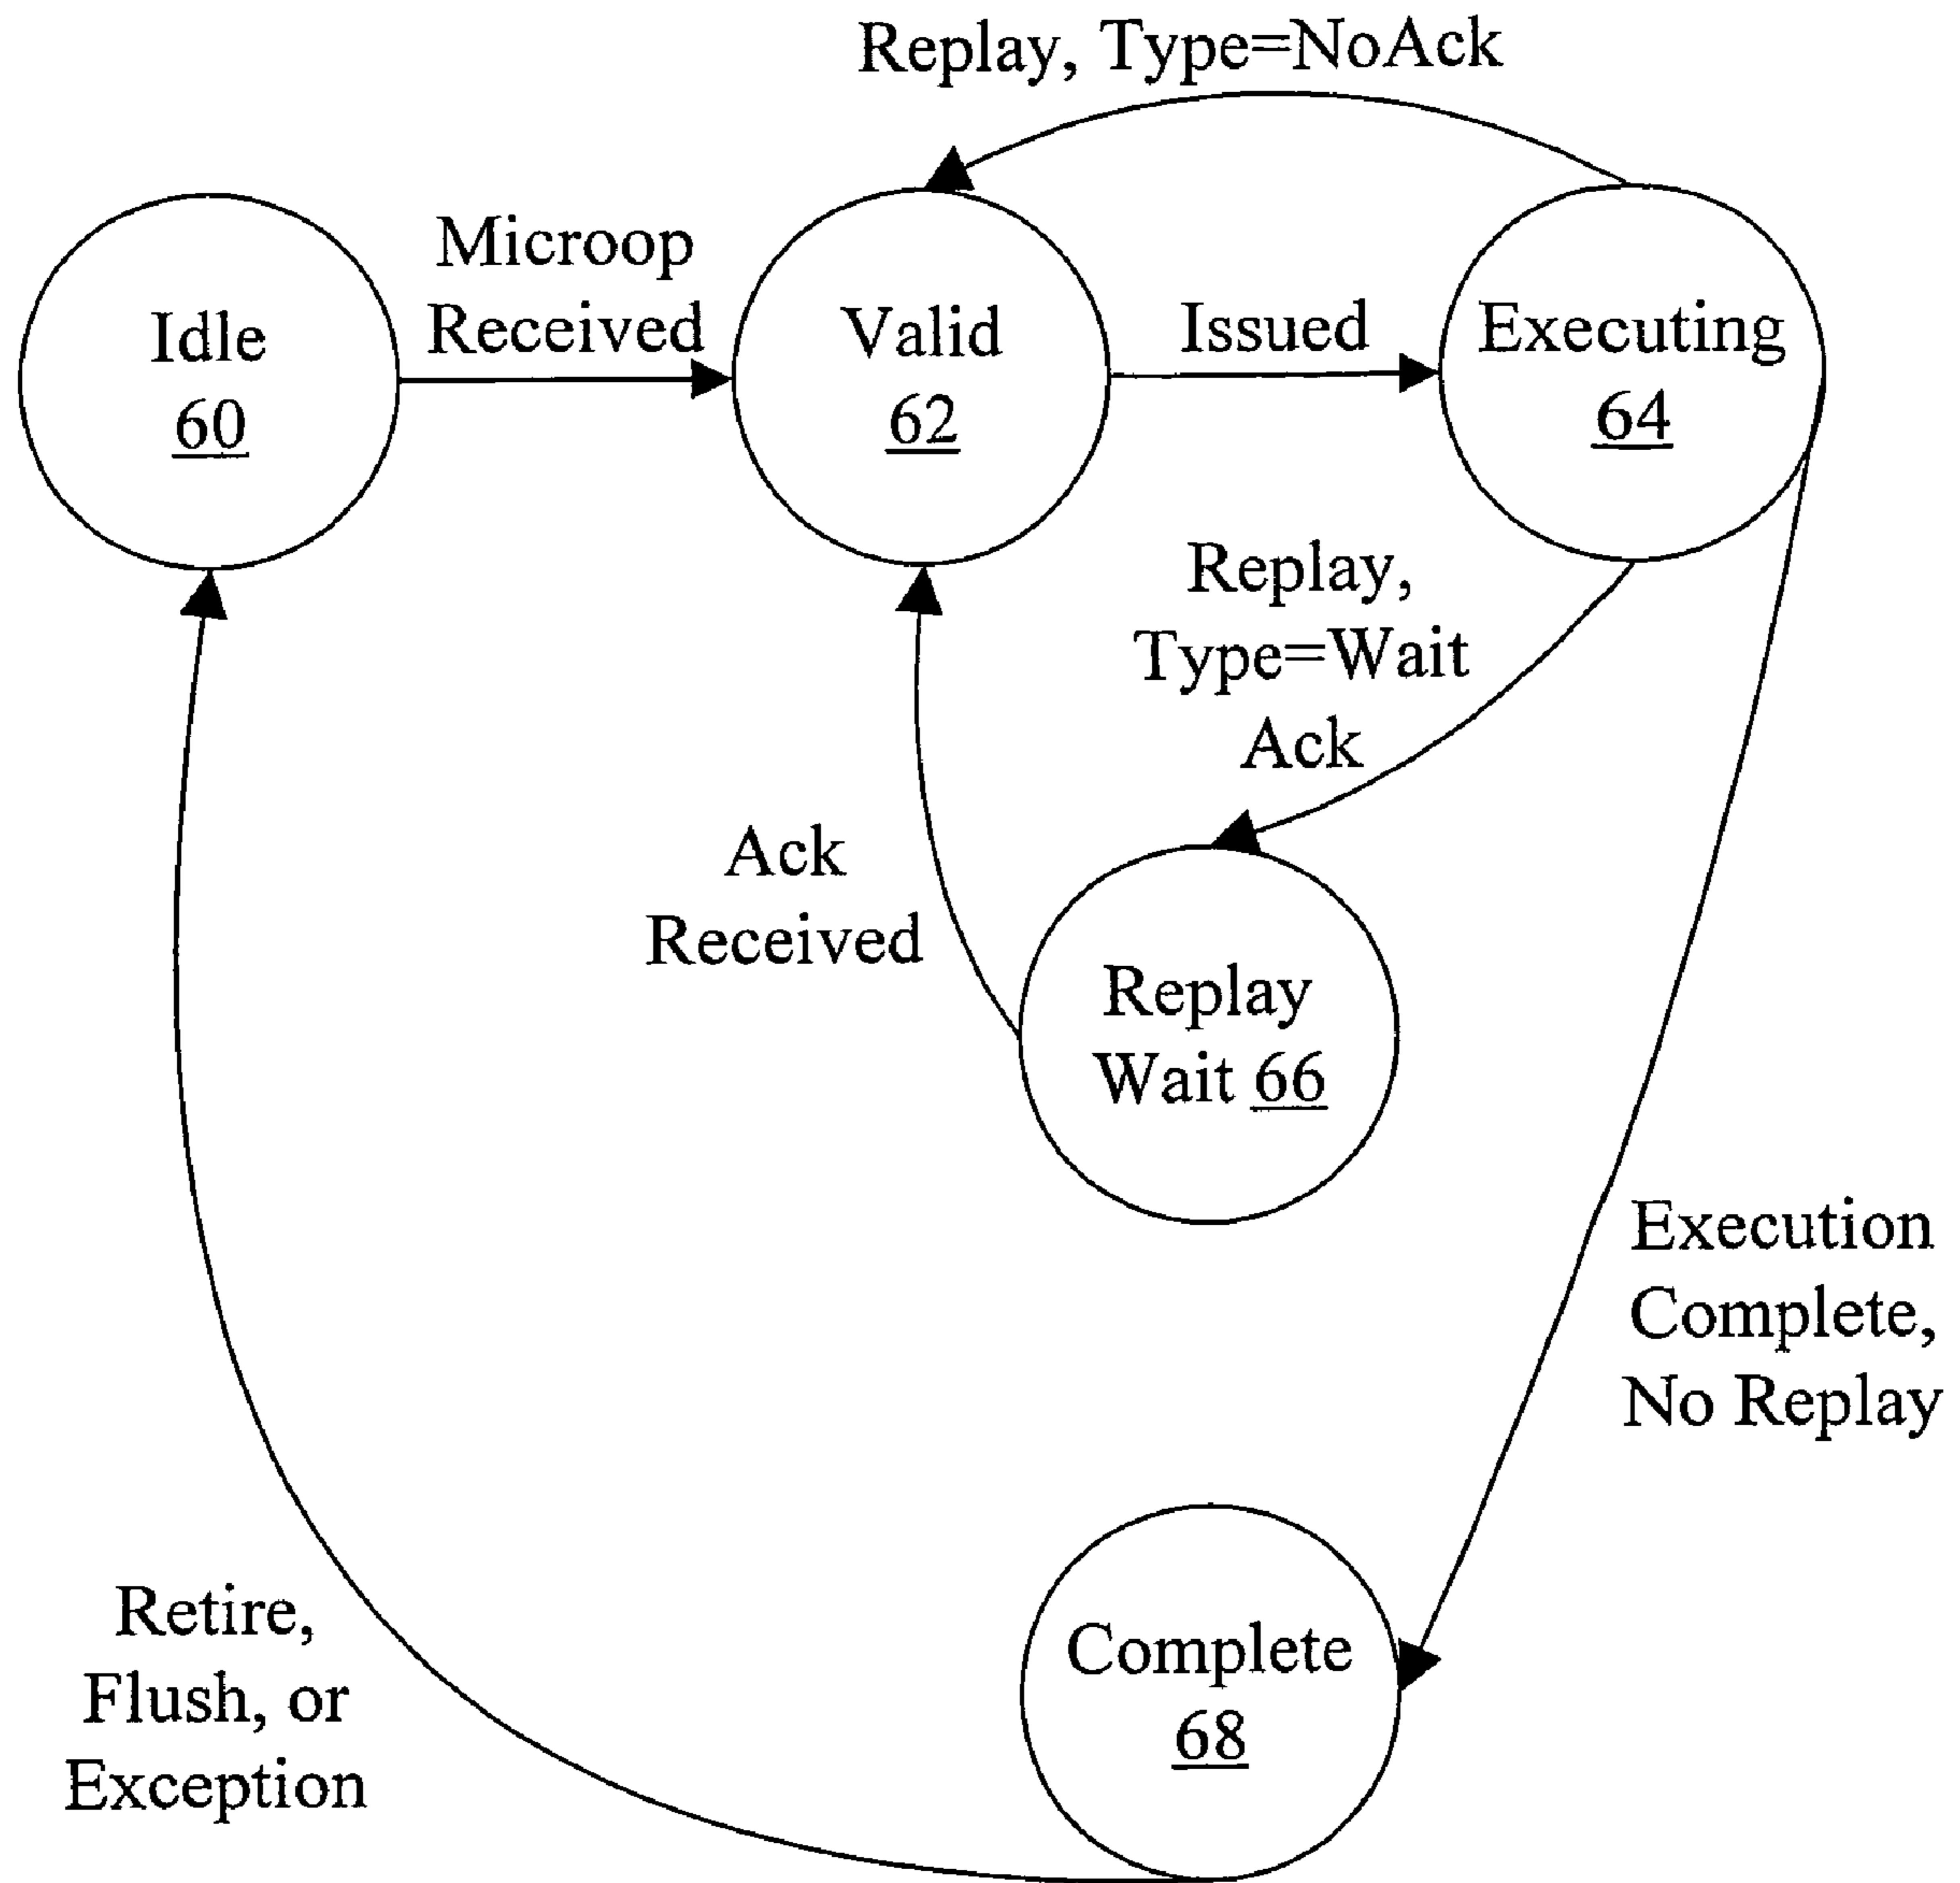 Replay, Type=NoAck
Microop
Received
Idle
60
Valid
62
Issued
Executing
64
Replay,
Type=Wait
Ack
Ack
Received
Replay
Wait 66
Execution
Complete,
No Replay
Retire,
Flush, or
Exception
Complete
68